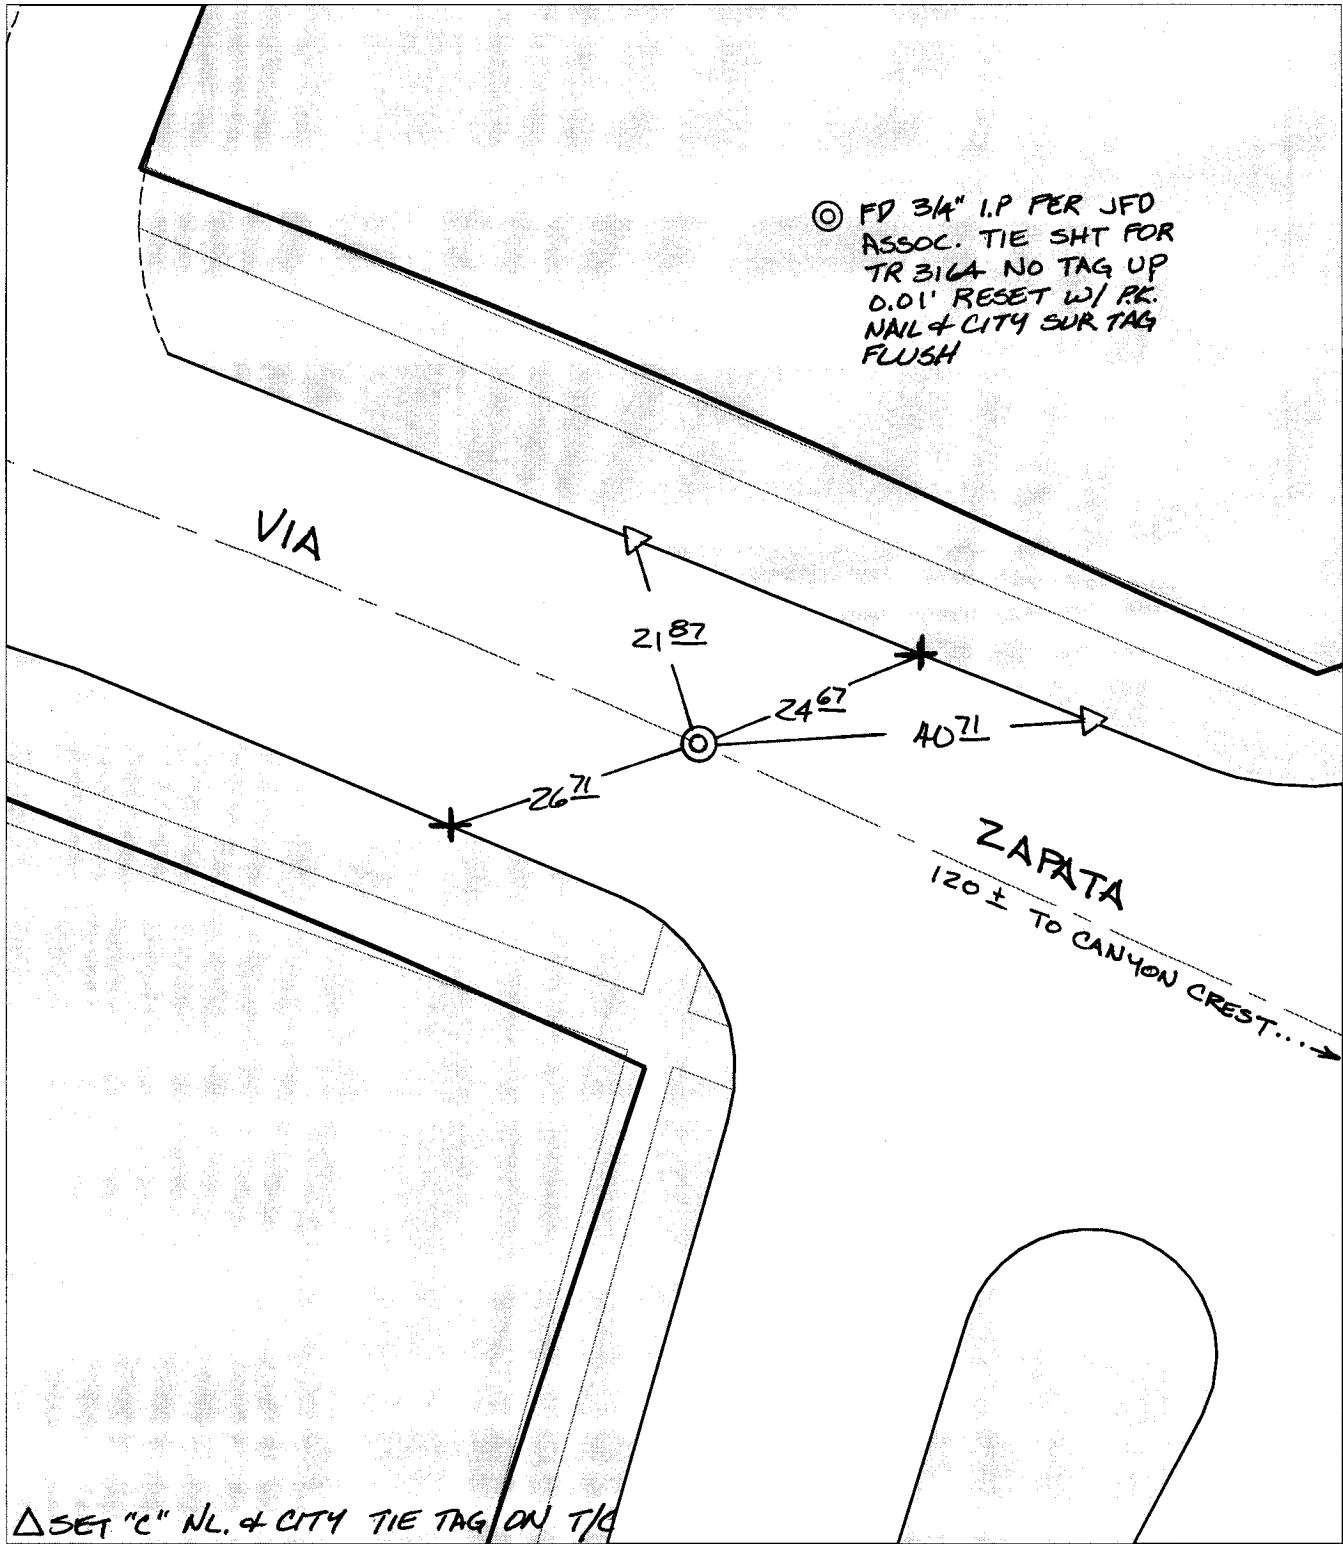 FD 3/4" I.P PER JFD
ASSOC. TIE SHT FOR
TR 3164 NO TAG UP
0.01' RESET W/ P.K.
NAIL & CITY SUR TAG
FLUSH
VIA
21 87
24 67
40 71
26 71
ZAPATA
120 ± TO CANYON CREST...
△ SET "C" NL. & CITY TIE TAG ON T/C